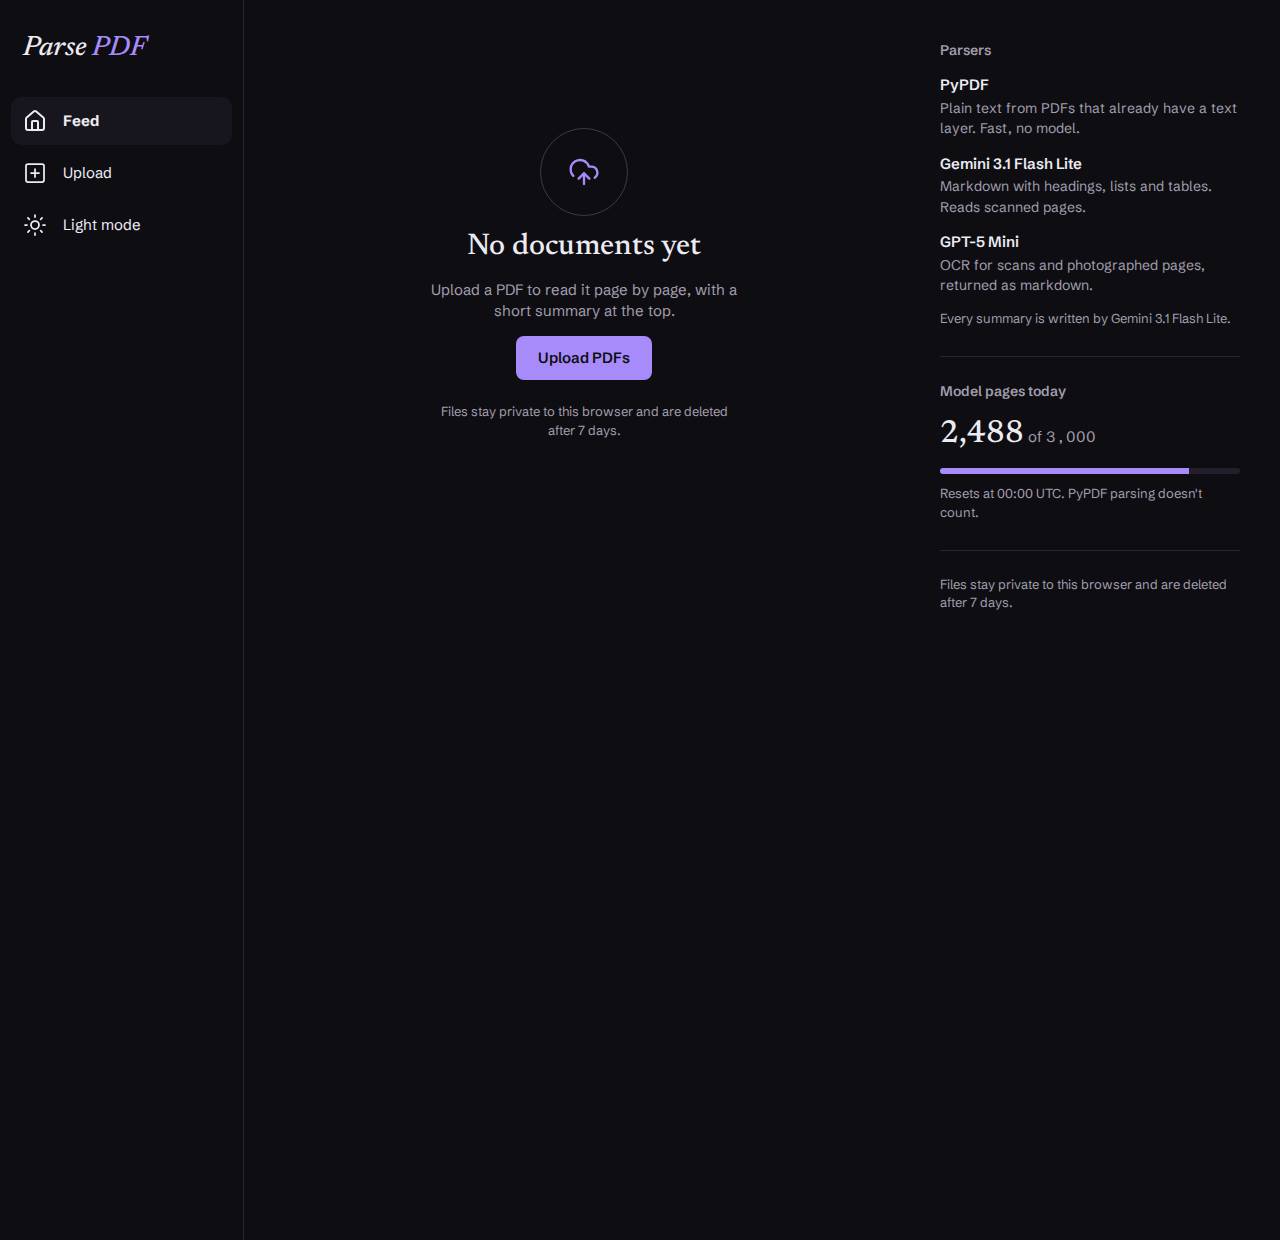 Parse PDF
Feed
Upload
Light mode
No documents yet
Upload a PDF to read it page by page, with a
short summary at the top.
Upload PDFs
Files stay private to this browser and are deleted
after 7 days.
Parsers
PyPDF
Plain text from PDFs that already have a text
layer. Fast, no model.
Gemini 3.1 Flash Lite
Markdown with headings, lists and tables.
Reads scanned pages.
GPT-5 Mini
OCR for scans and photographed pages,
returned as markdown.
Every summary is written by Gemini 3.1 Flash Lite.
Model pages today
2,488 of 3,000
Resets at 00:00 UTC. PyPDF parsing doesn't
count.
Files stay private to this browser and are deleted
after 7 days.